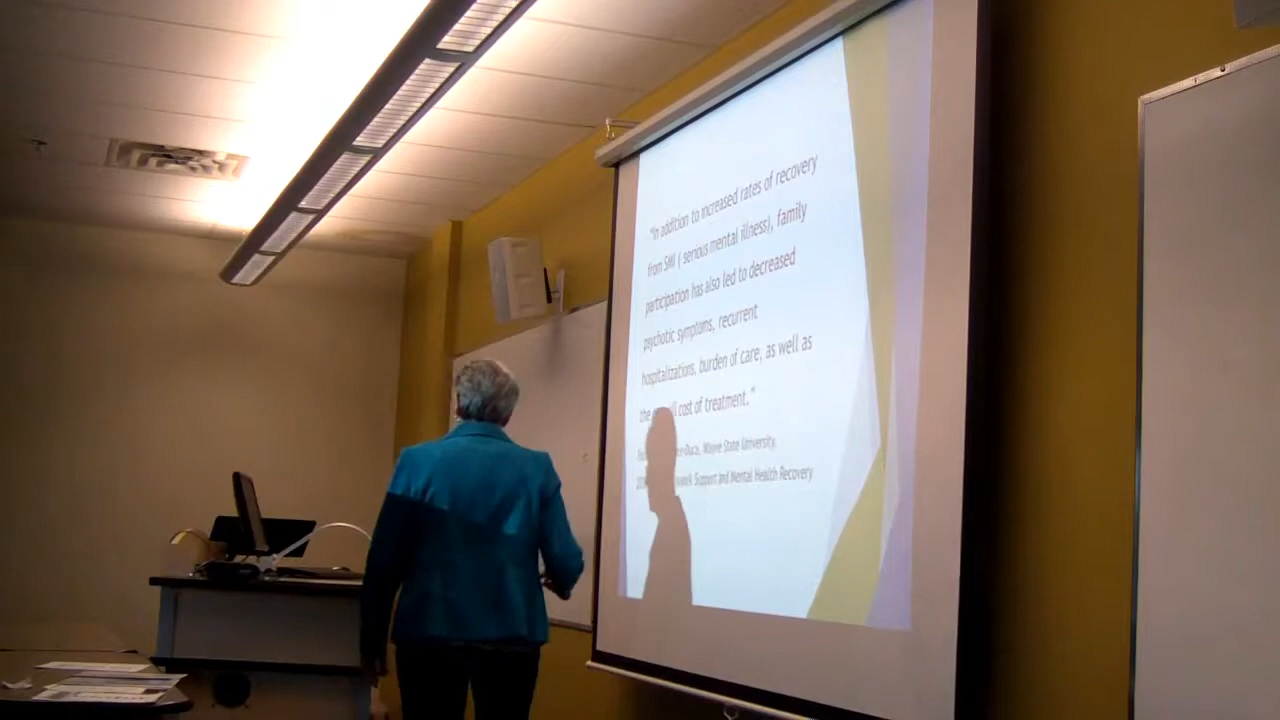 "In addition to increased rates of recovery
from SMI ( serious mental illness), family
participation has also led to decreased
psychotic symptoms, recurrent
hospitalizations, burden of care, as well as
the cost of treatment."
-Duca, Wayne State University,
Support and Mental Health Recovery